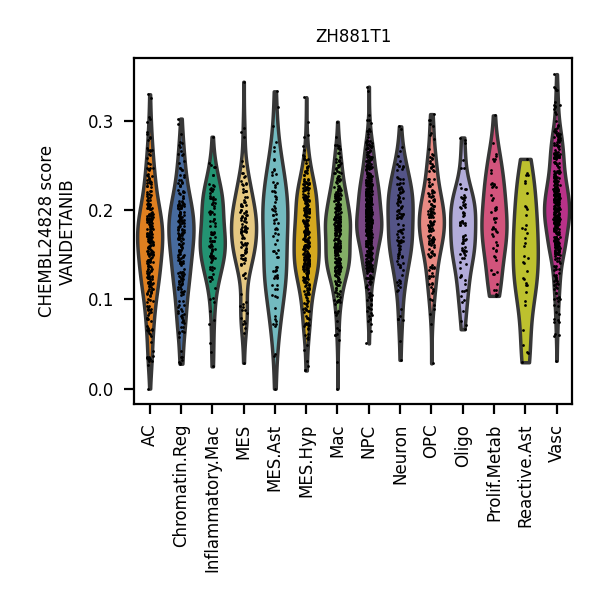 ZH881T1
CHEMBL24828 score
VANDETANIB
0.3
0.2
0.1
0.0
AC
Chromatin.Reg
Inflammatory.Mac
MES
MES.Ast
MES.Hyp
Mac
NPC
Neuron
OPC
Oligo
Prolif.Metab
Reactive.Ast
Vasc